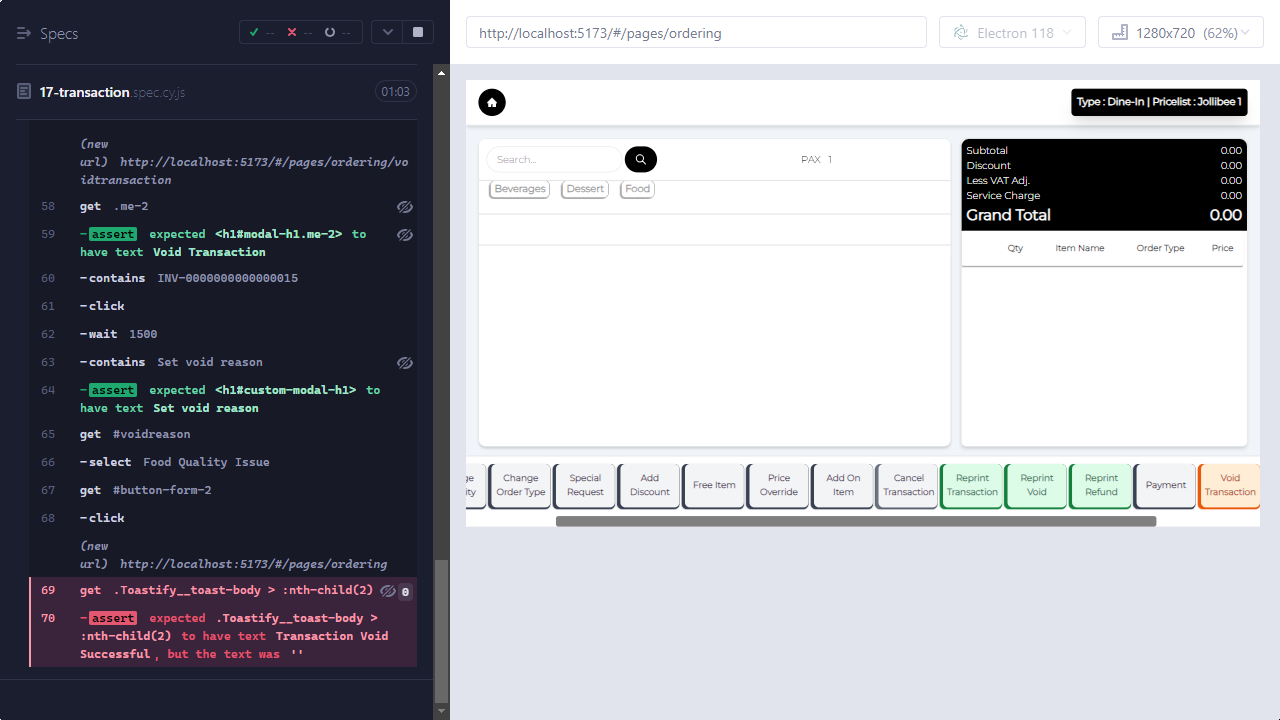 Specs
--
--
--
17-transaction.spec.cy.js
01:03
(new
url) http://localhost:5173/#/pages/ordering/vo
idtransaction
58 get .me-2
59 -assert expected <h1#modal-h1.me-2> to
have text Void Transaction
60 -contains INV-0000000000000015
61 -click
62 -wait 1500
63 -contains Set void reason
64 -assert expected <h1#custom-modal-h1> to
have text Set void reason
65 get #voidreason
66 -select Food Quality Issue
67 get #button-form-2
68 -click
(new
url) http://localhost:5173/#/pages/ordering
69 get .Toastify__toast-body > :nth-child(2) 0
70 -assert expected .Toastify__toast-body >
:nth-child(2) to have text Transaction Void
Successful, but the text was ''
http://localhost:5173/#/pages/ordering
Electron 118
1280x720 (62%)
Type : Dine-In | Pricelist : Jollibee 1
Search...
PAX 1
Beverages Dessert Food
Subtotal 0.00
Discount 0.00
Less VAT Adj. 0.00
Service Charge 0.00
Grand Total 0.00
Qty Item Name Order Type Price
ge
ity
Change
Order Type
Special
Request
Add
Discount
Free Item
Price
Override
Add On
Item
Cancel
Transaction
Reprint
Transaction
Reprint
Void
Reprint
Refund
Payment
Void
Transaction